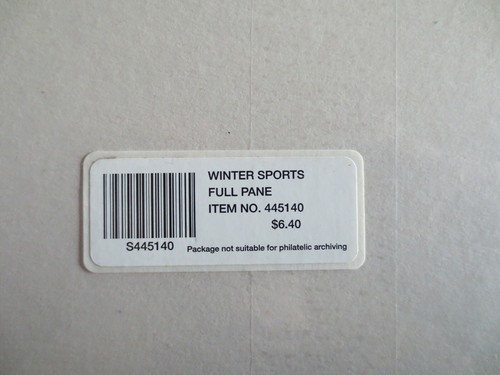 WINTER SPORTS
FULL PANE
ITEM NO. 445140
$6.40
S445140
Package not suitable for philatelic archiving